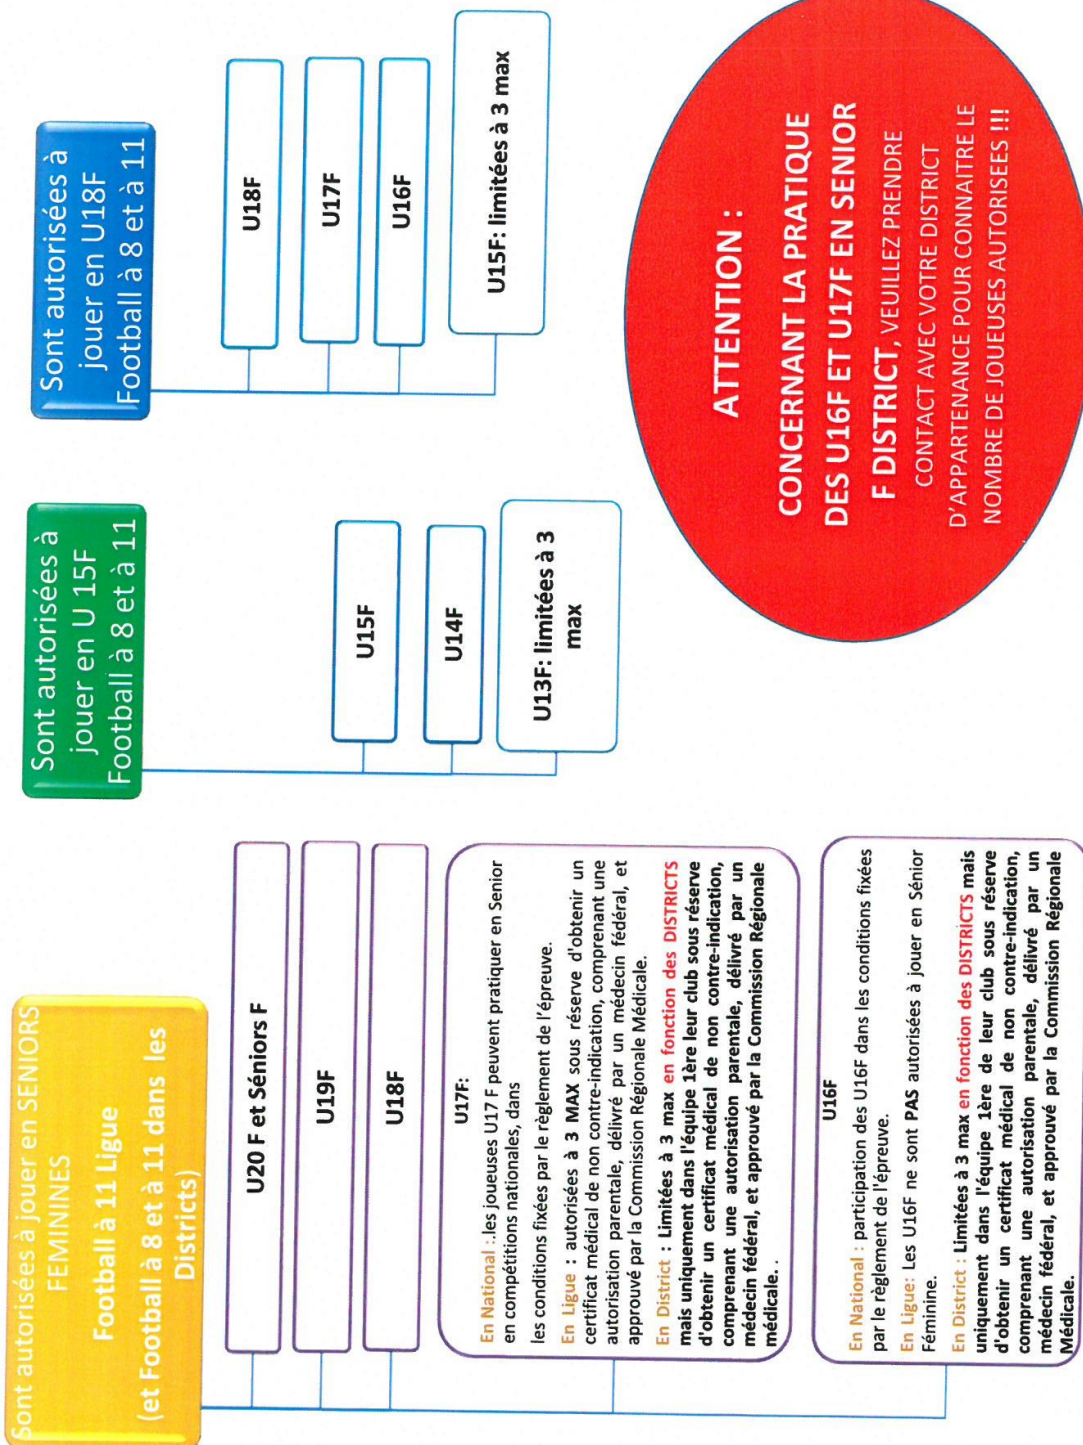 Sont autorisées à jouer en SENIORS
FEMININES
Football à 11 Ligue
(et Football à 8 et à 11 dans les
Districts)
U20 F et Séniors F
U19F
U18F
U17F:
En National :.les joueuses U17 F peuvent pratiquer en Senior
en compétitions nationales, dans
les conditions fixées par le règlement de l'épreuve.
En Ligue : autorisées à 3 MAX sous réserve d'obtenir un
certificat médical de non contre-indication, comprenant une
autorisation parentale, délivré par un médecin fédéral, et
approuvé par la Commission Régionale Médicale.
En District : Limitées à 3 max en fonction des DISTRICTS
mais uniquement dans l'équipe 1ère leur club sous réserve
d'obtenir un certificat médical de non contre-indication,
comprenant une autorisation parentale, délivré par un
médecin fédéral, et approuvé par la Commission Régionale
médicale. .
U16F
En National : participation des U16F dans les conditions fixées
par le règlement de l'épreuve.
En Ligue: Les U16F ne sont PAS autorisées à jouer en Sénior
Féminine.
En District : Limitées à 3 max en fonction des DISTRICTS mais
uniquement dans l'équipe 1ère de leur club sous réserve
d'obtenir un certificat médical de non contre-indication,
comprenant une autorisation parentale, délivré par un
médecin fédéral, et approuvé par la Commission Régionale
Médicale.
Sont autorisées à
jouer en U 15F
Football à 8 et à 11
U15F
U14F
U13F: limitées à 3
max
Sont autorisées à
jouer en U18F
Football à 8 et à 11
U18F
U17F
U16F
U15F: limitées à 3 max
ATTENTION :
CONCERNANT LA PRATIQUE
DES U16F ET U17F EN SENIOR
F DISTRICT, VEUILLEZ PRENDRE
CONTACT AVEC VOTRE DISTRICT
D'APPARTENANCE POUR CONNAITRE LE
NOMBRE DE JOUEUSES AUTORISEES !!!